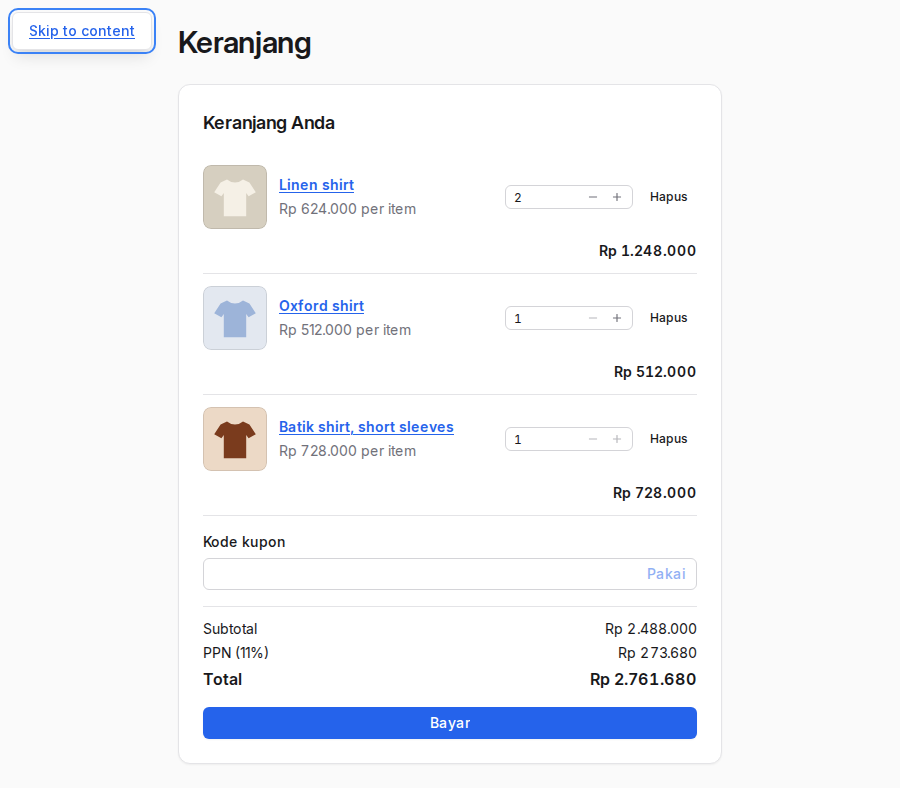 Skip to content
Keranjang
Keranjang Anda
Linen shirt
Rp 624.000 per item
2
Hapus
Rp 1.248.000
Oxford shirt
Rp 512.000 per item
1
Hapus
Rp 512.000
Batik shirt, short sleeves
Rp 728.000 per item
1
Hapus
Rp 728.000
Kode kupon
Pakai
Subtotal Rp 2.488.000
PPN (11%) Rp 273.680
Total Rp 2.761.680
Bayar